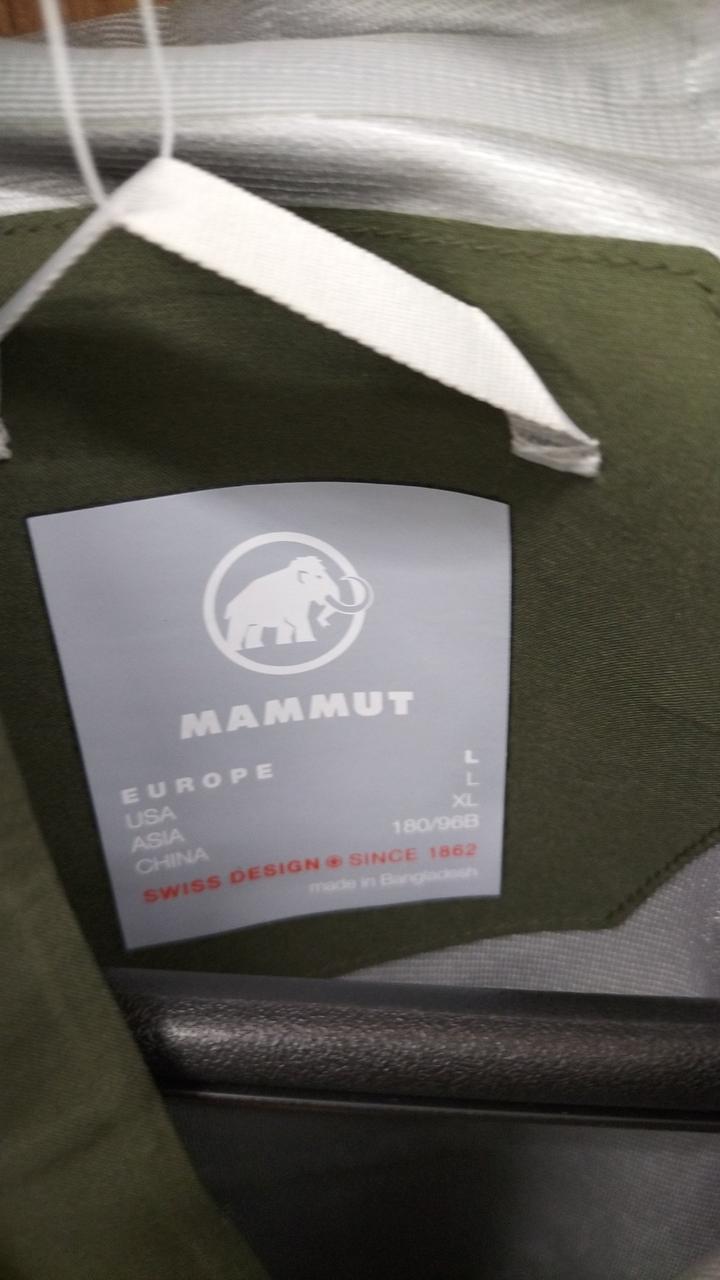 MAMMUT
EUROPE L
USA L
ASIA XL
CHINA 180/96B
SWISS DESIGN SINCE 1862
made in Bangladesh